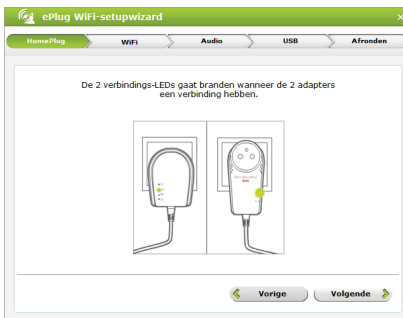 ePlug WiFi-setupwizard
HomePlug
WiFi
Audio
USB
Afronden
De 2 verbindings-LEDs gaat branden wanneer de 2 adapters
een verbinding hebben.
Vorige
Volgende